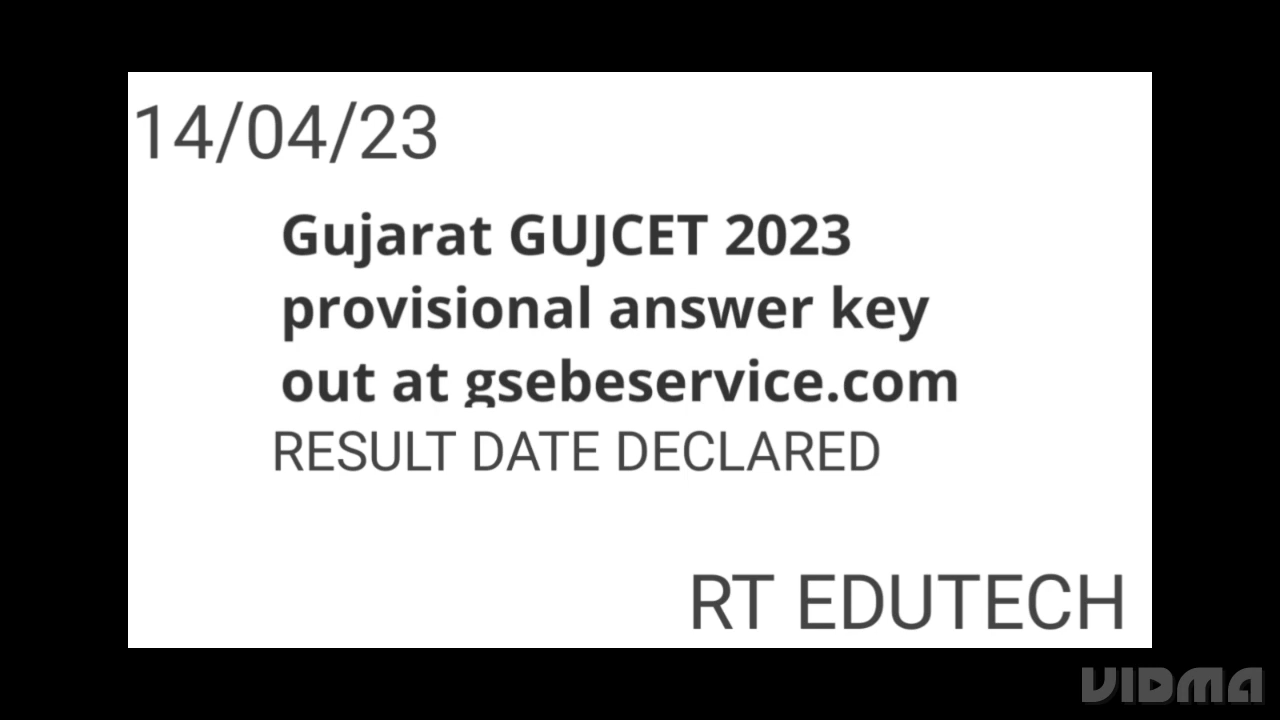 14/04/23
Gujarat GUJCET 2023
provisional answer key
out at gsebeservice.com
RESULT DATE DECLARED
RT EDUTECH
VIDMA